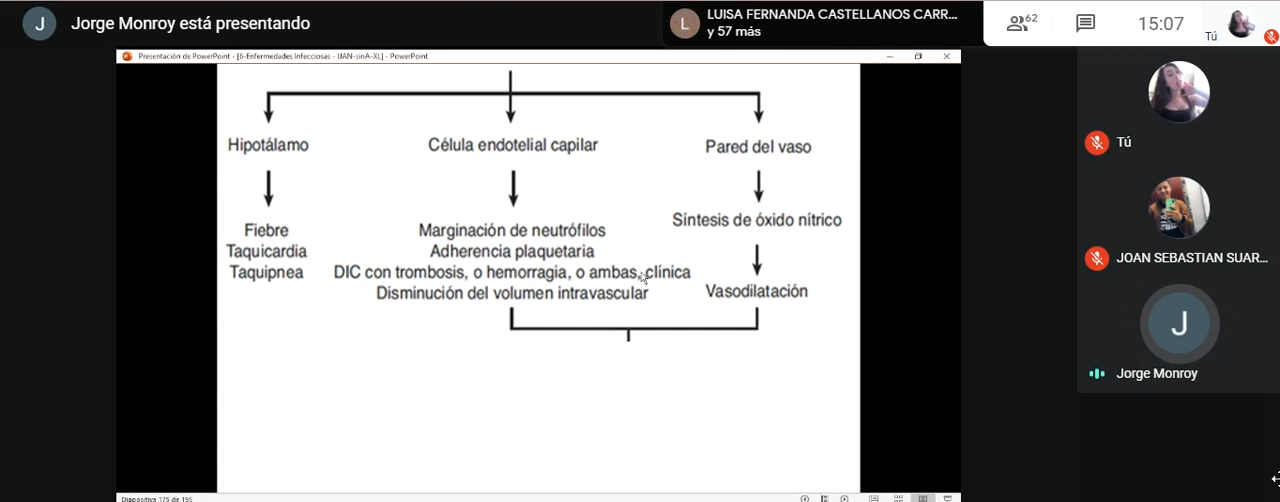 J
Jorge Monroy está presentando
L
LUISA FERNANDA CASTELLANOS CARR...
y 57 más
62
15:07
Tú
Presentación de PowerPoint - [6-Enfermedades Infecciosas - UAN-sinA-XL] - PowerPoint
Hipotálamo
Célula endotelial capilar
Pared del vaso
Fiebre
Taquicardia
Taquipnea
Marginación de neutrófilos
Adherencia plaquetaria
DIC con trombosis, o hemorragia, o ambas, clínica
Disminución del volumen intravascular
Síntesis de óxido nítrico
Vasodilatación
Tú
JOAN SEBASTIAN SUAR...
J
Jorge Monroy
Diapositiva 175 de 195